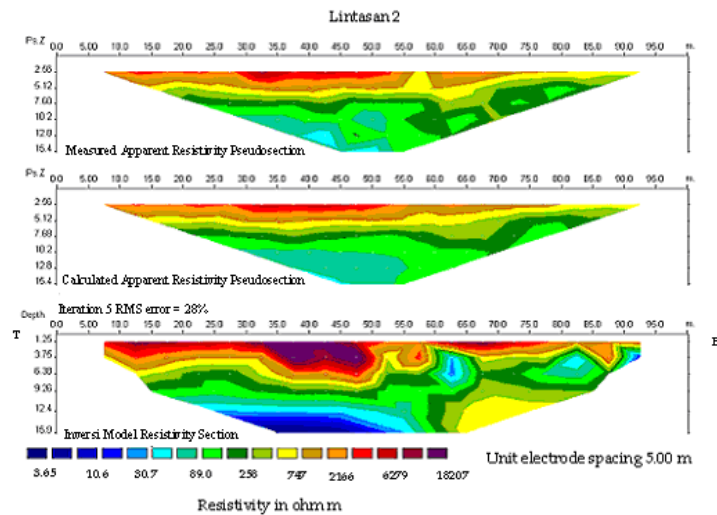 Lintasan 2
Ps.Z 0.0 5.0 10.0 15.0 20.0 25.0 30.0 35.0 40.0 45.0 50.0 55.0 60.0 65.0 70.0 75.0 80.0 85.0 90.0 95.0 m.
2.56
5.12
7.68
10.2
12.8
15.4
Measured Apparent Resistivity Pseudosection
Ps.Z 0.0 5.0 10.0 15.0 20.0 25.0 30.0 35.0 40.0 45.0 50.0 55.0 60.0 65.0 70.0 75.0 80.0 85.0 90.0 95.0 m.
2.56
5.12
7.68
10.2
12.8
15.4
Calculated Apparent Resistivity Pseudosection
Depth Iteration 5 RMS error = 28%
T 0.0 5.0 10.0 15.0 20.0 25.0 30.0 35.0 40.0 45.0 50.0 55.0 60.0 65.0 70.0 75.0 80.0 85.0 90.0 95.0 m.
1.25
3.75
6.38
9.26
12.4
15.9
Inversi Model Resistivity Section
3.65 10.6 30.7 89.0 258 747 2166 6279 18207
Unit electrode spacing 5.00 m
Resistivity in ohm m